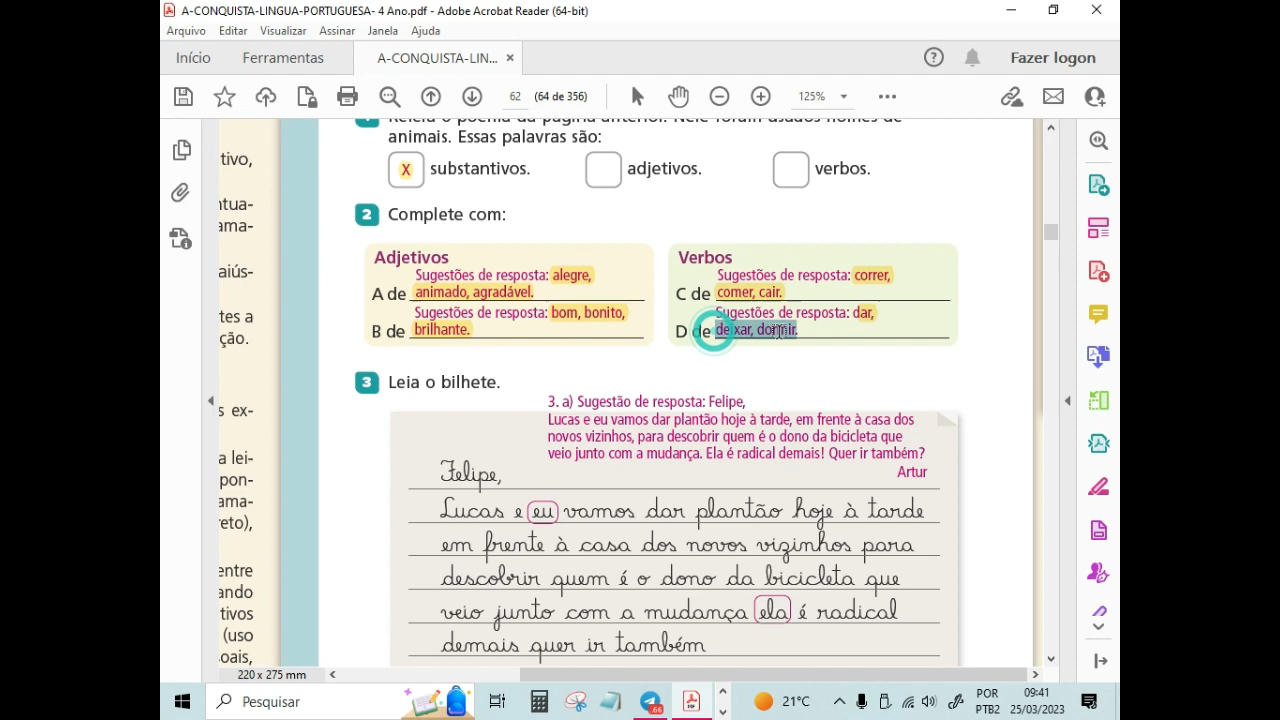 A-CONQUISTA-LINGUA-PORTUGUESA- 4 Ano.pdf - Adobe Acrobat Reader (64-bit)
Arquivo Editar Visualizar Assinar Janela Ajuda
Início Ferramentas A-CONQUISTA-LIN... × Fazer logon
62 (64 de 356) 125%
animais. Essas palavras são:
X substantivos. adjetivos. verbos.
2 Complete com:
Adjetivos
Sugestões de resposta: alegre,
A de animado, agradável.
Sugestões de resposta: bom, bonito,
B de brilhante.
Verbos
Sugestões de resposta: correr,
C de comer, cair.
Sugestões de resposta: dar,
D de deixar, dormir.
3 Leia o bilhete.
3. a) Sugestão de resposta: Felipe,
Lucas e eu vamos dar plantão hoje à tarde, em frente à casa dos
novos vizinhos, para descobrir quem é o dono da bicicleta que
veio junto com a mudança. Ela é radical demais! Quer ir também?
Artur
Felipe,
Lucas e eu vamos dar plantão hoje à tarde
em frente à casa dos novos vizinhos para
descobrir quem é o dono da bicicleta que
veio junto com a mudança ela é radical
demais quer ir também
tivo,
ntua-
ama-
aiús-
tes a
ção.
s ex-
a lei-
pon-
ama-
reto),
entre
ando
tivos
(uso
oais,
220 x 275 mm
Pesquisar 66 21°C POR 09:41
PTB2 25/03/2023